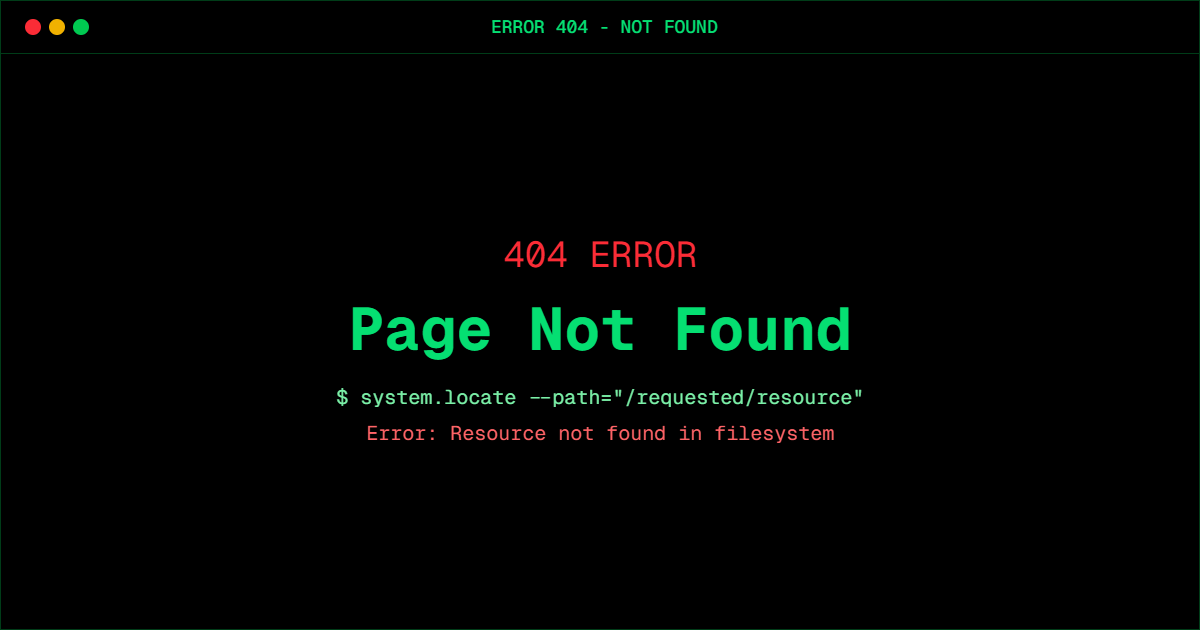 ERROR 404 - NOT FOUND
404 ERROR
Page Not Found
$ system.locate --path="/requested/resource"
Error: Resource not found in filesystem